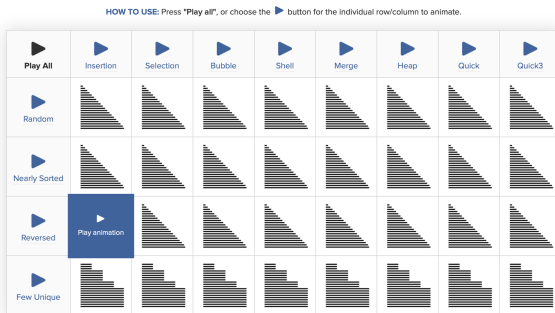 HOW TO USE: Press "Play all", or choose the button for the individual row/column to animate.
Play All Insertion Selection Bubble Shell Merge Heap Quick Quick3
Random
Nearly Sorted
Reversed Play animation
Few Unique